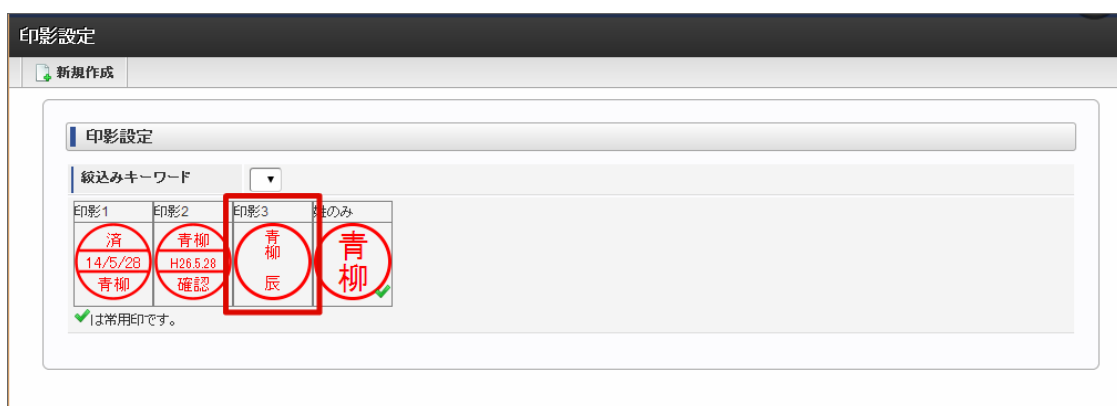 印影設定
新規作成
印影設定
絞込みキーワード
印影1 印影2 印影3 姓のみ
済
14/5/28
青柳
青柳
H26.5.28
確認
青柳
辰
青柳
は常用印です。